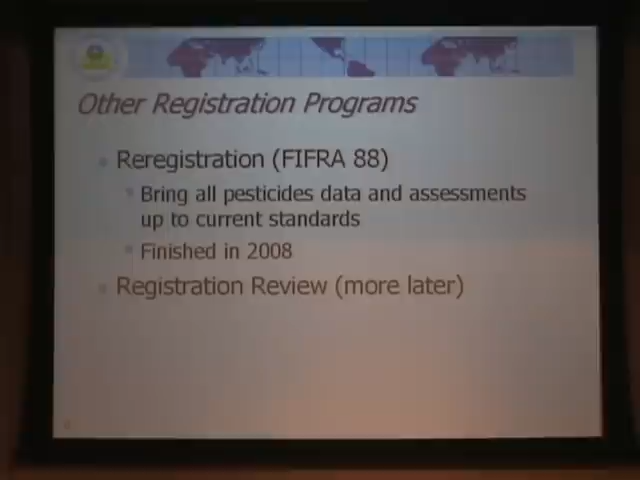 Other Registration Programs
Reregistration (FIFRA 88)
Bring all pesticides data and assessments
up to current standards
Finished in 2008
Registration Review (more later)